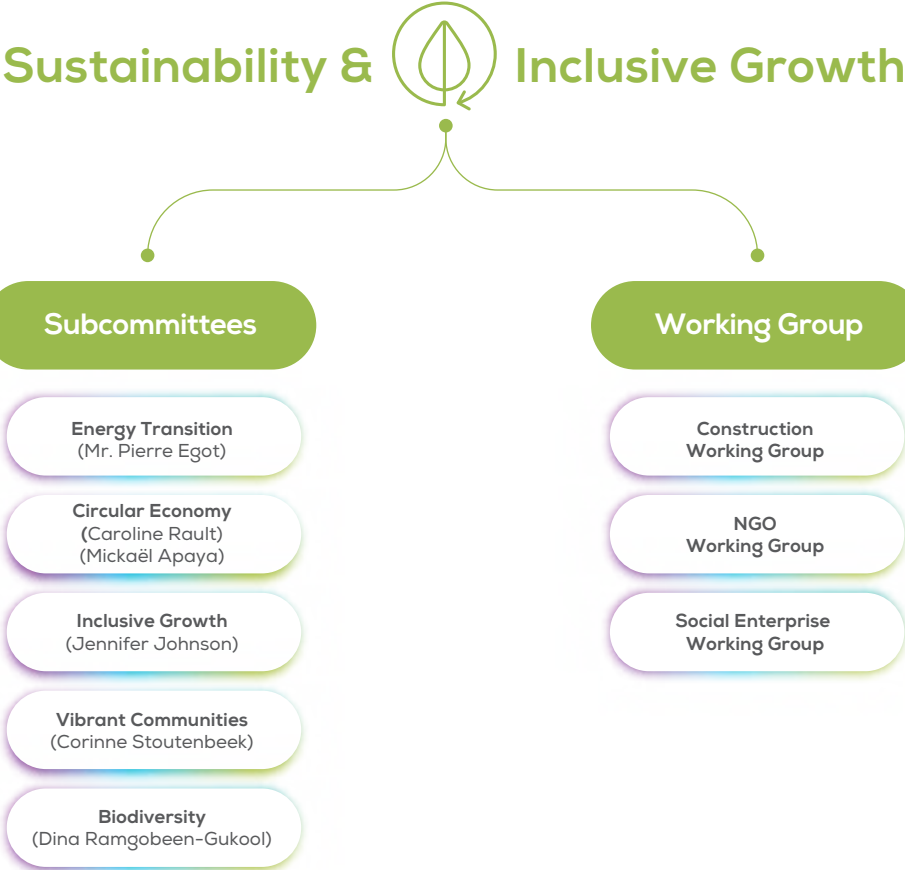 Sustainability & Inclusive Growth
Subcommittees
Energy Transition
(Mr. Pierre Egot)
Circular Economy
(Caroline Rault)
(Mickaël Apaya)
Inclusive Growth
(Jennifer Johnson)
Vibrant Communities
(Corinne Stoutenbeek)
Biodiversity
(Dina Ramgobeen-Gukool)
Working Group
Construction
Working Group
NGO
Working Group
Social Enterprise
Working Group